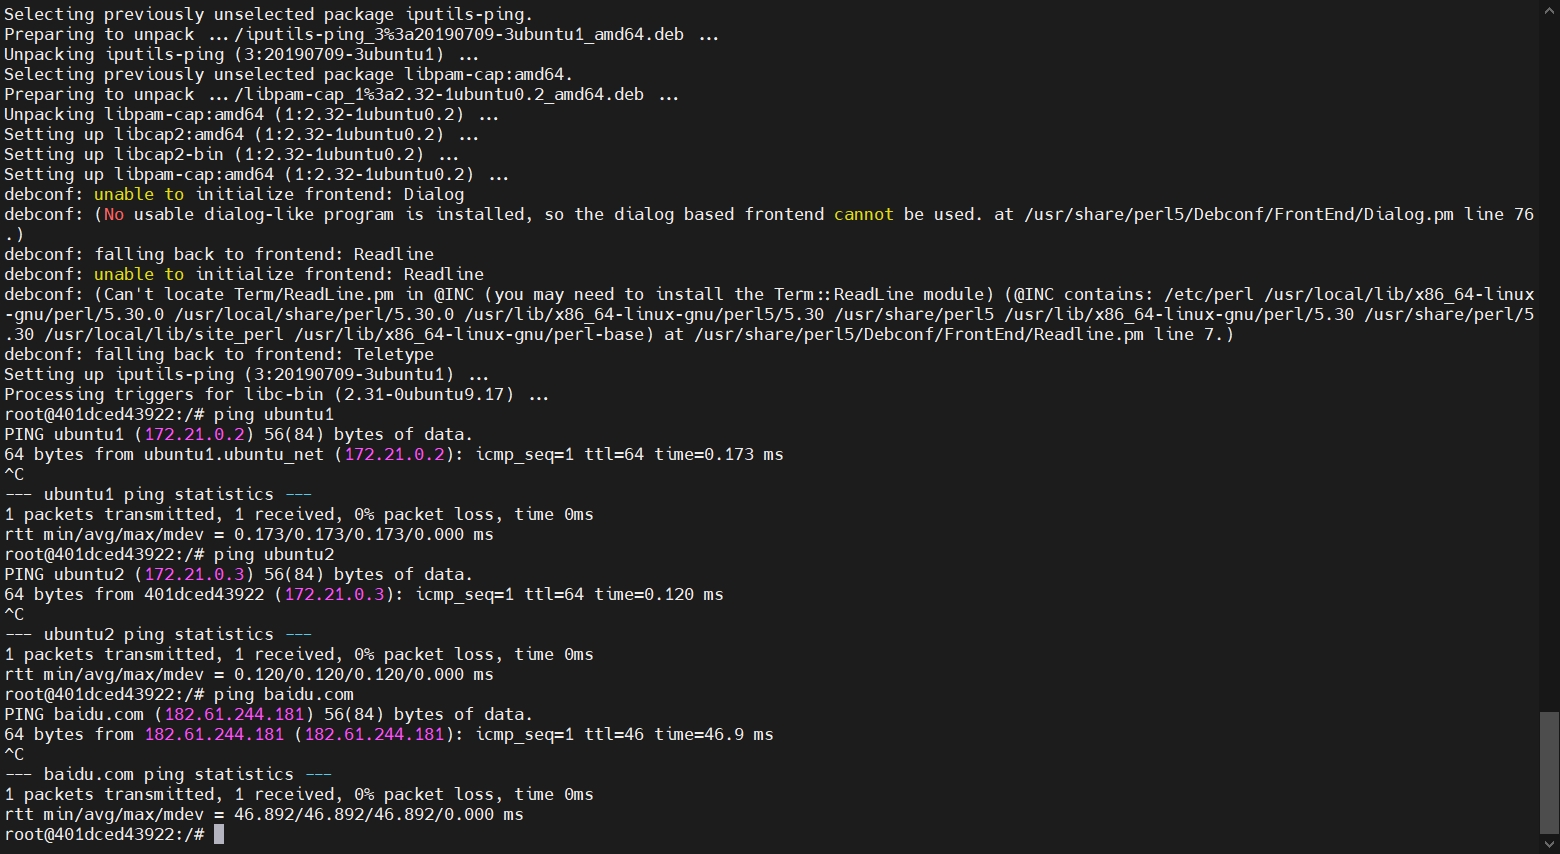 Selecting previously unselected package iputils-ping.
Preparing to unpack .../iputils-ping_3%3a20190709-3ubuntu1_amd64.deb ...
Unpacking iputils-ping (3:20190709-3ubuntu1) ...
Selecting previously unselected package libpam-cap:amd64.
Preparing to unpack .../libpam-cap_1%3a2.32-1ubuntu0.2_amd64.deb ...
Unpacking libpam-cap:amd64 (1:2.32-1ubuntu0.2) ...
Setting up libcap2:amd64 (1:2.32-1ubuntu0.2) ...
Setting up libcap2-bin (1:2.32-1ubuntu0.2) ...
Setting up libpam-cap:amd64 (1:2.32-1ubuntu0.2) ...
debconf: unable to initialize frontend: Dialog
debconf: (No usable dialog-like program is installed, so the dialog based frontend cannot be used. at /usr/share/perl5/Debconf/FrontEnd/Dialog.pm line 76
.)
debconf: falling back to frontend: Readline
debconf: unable to initialize frontend: Readline
debconf: (Can't locate Term/ReadLine.pm in @INC (you may need to install the Term::ReadLine module) (@INC contains: /etc/perl /usr/local/lib/x86_64-linux
-gnu/perl/5.30.0 /usr/local/share/perl/5.30.0 /usr/lib/x86_64-linux-gnu/perl5/5.30 /usr/share/perl5 /usr/lib/x86_64-linux-gnu/perl/5.30 /usr/share/perl/5
.30 /usr/local/lib/site_perl /usr/lib/x86_64-linux-gnu/perl-base) at /usr/share/perl5/Debconf/FrontEnd/Readline.pm line 7.)
debconf: falling back to frontend: Teletype
Setting up iputils-ping (3:20190709-3ubuntu1) ...
Processing triggers for libc-bin (2.31-0ubuntu9.17) ...
root@401dced43922:/# ping ubuntu1
PING ubuntu1 (172.21.0.2) 56(84) bytes of data.
64 bytes from ubuntu1.ubuntu_net (172.21.0.2): icmp_seq=1 ttl=64 time=0.173 ms
^C
--- ubuntu1 ping statistics ---
1 packets transmitted, 1 received, 0% packet loss, time 0ms
rtt min/avg/max/mdev = 0.173/0.173/0.173/0.000 ms
root@401dced43922:/# ping ubuntu2
PING ubuntu2 (172.21.0.3) 56(84) bytes of data.
64 bytes from 401dced43922 (172.21.0.3): icmp_seq=1 ttl=64 time=0.120 ms
^C
--- ubuntu2 ping statistics ---
1 packets transmitted, 1 received, 0% packet loss, time 0ms
rtt min/avg/max/mdev = 0.120/0.120/0.120/0.000 ms
root@401dced43922:/# ping baidu.com
PING baidu.com (182.61.244.181) 56(84) bytes of data.
64 bytes from 182.61.244.181 (182.61.244.181): icmp_seq=1 ttl=46 time=46.9 ms
^C
--- baidu.com ping statistics ---
1 packets transmitted, 1 received, 0% packet loss, time 0ms
rtt min/avg/max/mdev = 46.892/46.892/46.892/0.000 ms
root@401dced43922:/#